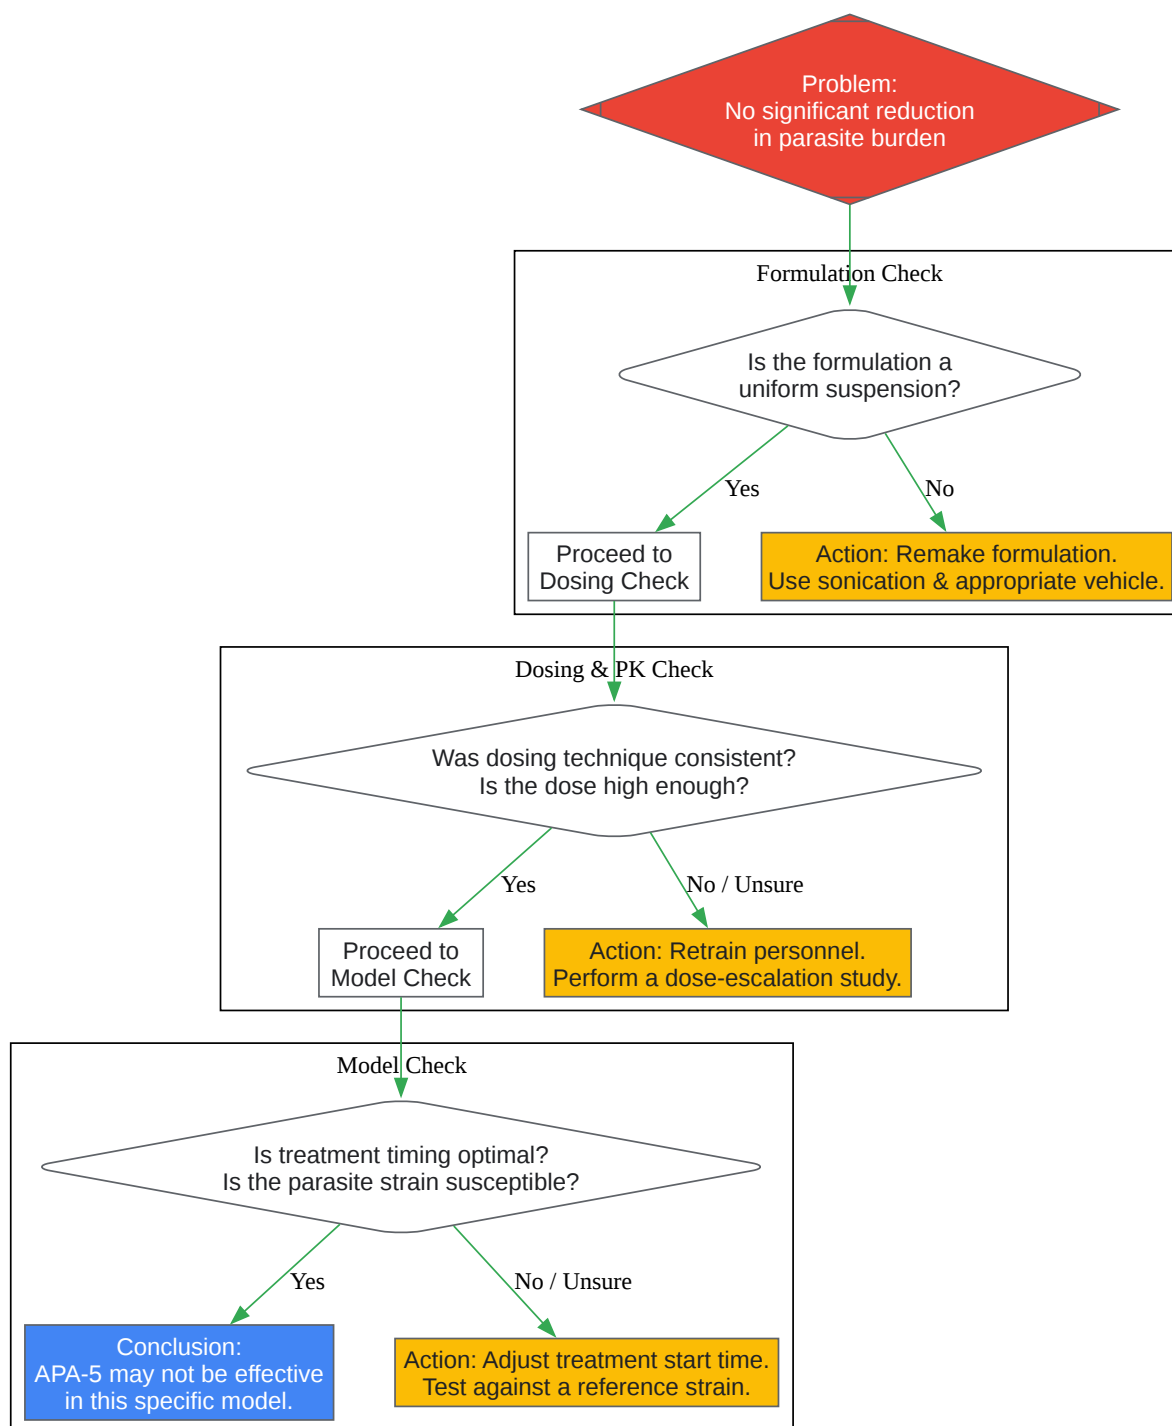 Problem:
No significant reduction
in parasite burden
Formulation Check
Is the formulation a
uniform suspension?
Yes
No
Proceed to
Dosing Check
Action: Remake formulation.
Use sonication & appropriate vehicle.
Dosing & PK Check
Was dosing technique consistent?
Is the dose high enough?
Yes
No / Unsure
Proceed to
Model Check
Action: Retrain personnel.
Perform a dose-escalation study.
Model Check
Is treatment timing optimal?
Is the parasite strain susceptible?
Yes
No / Unsure
Conclusion:
APA-5 may not be effective
in this specific model.
Action: Adjust treatment start time.
Test against a reference strain.